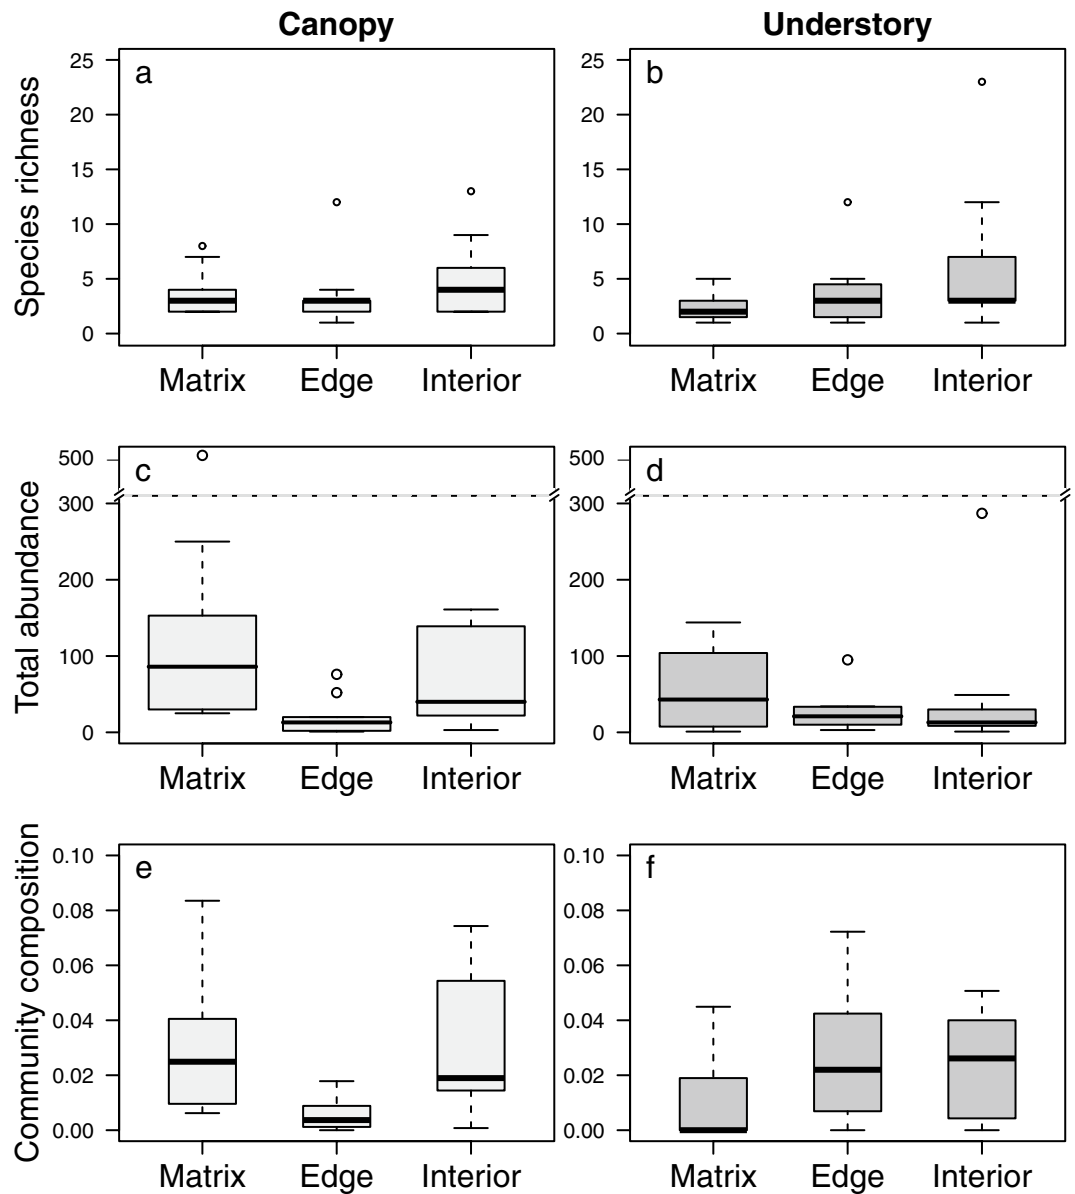 Canopy
Understory
Species richness
25
20
15
10
5
0
a
Matrix
Edge
Interior
25
20
15
10
5
0
b
Matrix
Edge
Interior
Total abundance
500
300
200
100
0
c
Matrix
Edge
Interior
500
300
200
100
0
d
Matrix
Edge
Interior
Community composition
0.10
0.08
0.06
0.04
0.02
0.00
e
Matrix
Edge
Interior
0.10
0.08
0.06
0.04
0.02
0.00
f
Matrix
Edge
Interior